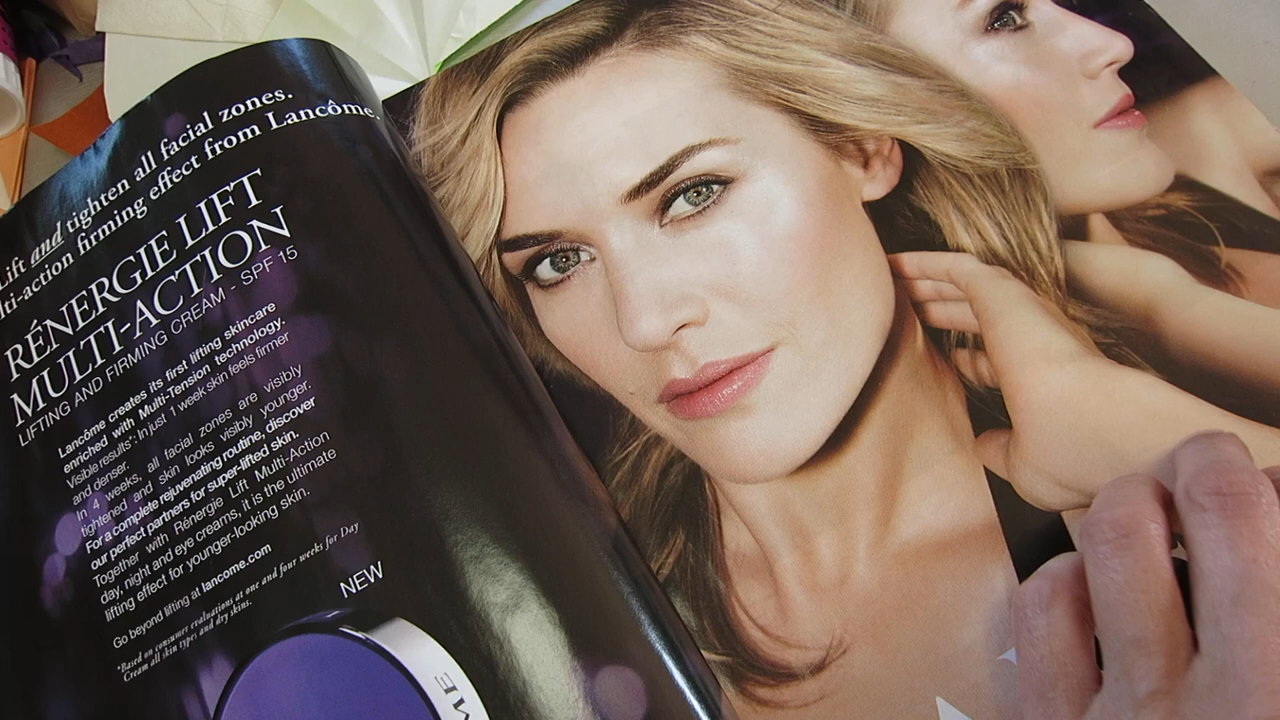 Lift and tighten all facial zones.
lti-action firming effect from Lancôme.
RÉNERGIE LIFT
MULTI-ACTION
LIFTING AND FIRMING CREAM - SPF 15
Lancôme creates its first lifting skincare
enriched with Multi-Tension technology.
Visible results*: In just 1 week skin feels firmer
and denser.
In 4 weeks, all facial zones are visibly
tightened and skin looks visibly younger.
For a complete rejuvenating routine, discover
our perfect partners for super-lifted skin.
Together with Rénergie Lift Multi-Action
day, night and eye creams, it is the ultimate
lifting effect for younger-looking skin.
Go beyond lifting at lancome.com
*Based on consumer evaluations at one and four weeks for Day
Cream all skin types and dry skins.
NEW
ME